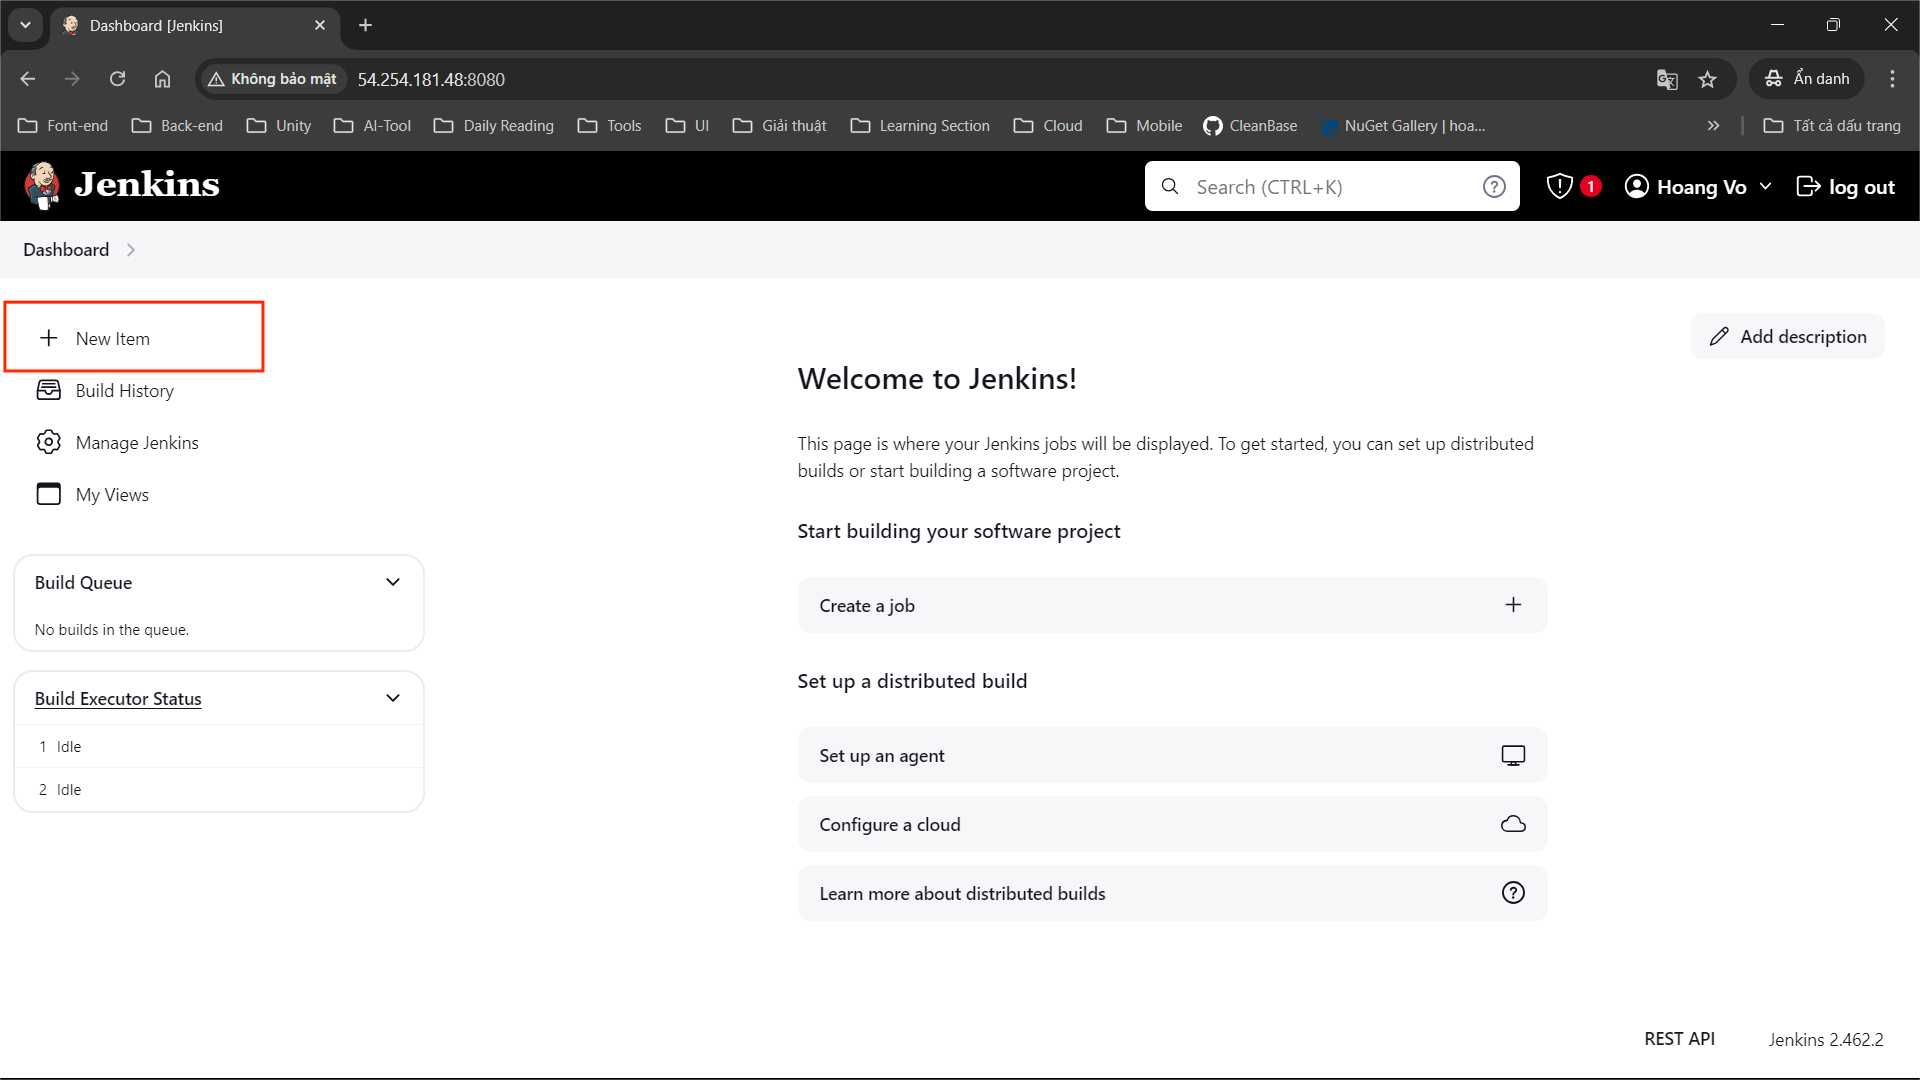 Dashboard [Jenkins]
Không bảo mật
54.254.181.48:8080
Ẩn danh
Font-end
Back-end
Unity
AI-Tool
Daily Reading
Tools
UI
Giải thuật
Learning Section
Cloud
Mobile
CleanBase
NuGet Gallery | hoa...
Tất cả dấu trang
Jenkins
Search (CTRL+K)
1
Hoang Vo
log out
Dashboard
New Item
Build History
Manage Jenkins
My Views
Build Queue
No builds in the queue.
Build Executor Status
1 Idle
2 Idle
Add description
Welcome to Jenkins!
This page is where your Jenkins jobs will be displayed. To get started, you can set up distributed
builds or start building a software project.
Start building your software project
Create a job
Set up a distributed build
Set up an agent
Configure a cloud
Learn more about distributed builds
REST API
Jenkins 2.462.2